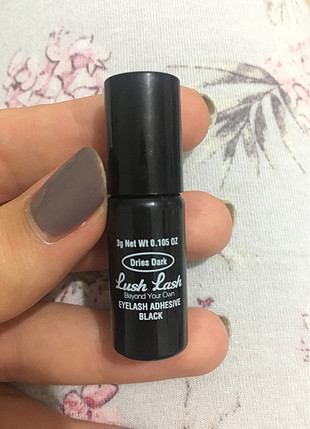 3g Net Wt 0.105 OZ
Dries Dark
Lush Lash
Beyond Your Own
EYELASH ADHESIVE
BLACK